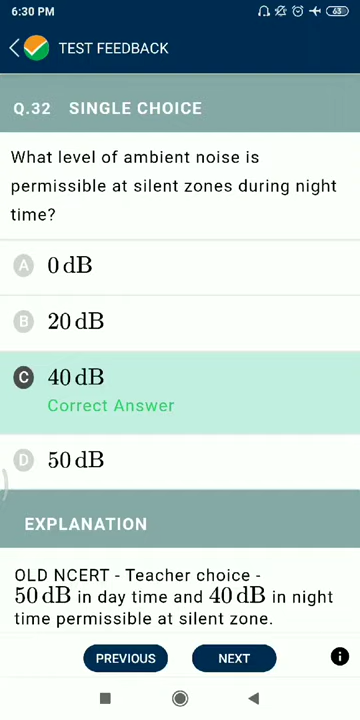 6:30 PM 63
TEST FEEDBACK
Q.32 SINGLE CHOICE
What level of ambient noise is
permissible at silent zones during night
time?
A 0 dB
B 20 dB
C 40 dB
Correct Answer
D 50 dB
EXPLANATION
OLD NCERT - Teacher choice -
50 dB in day time and 40 dB in night
time permissible at silent zone.
PREVIOUS NEXT